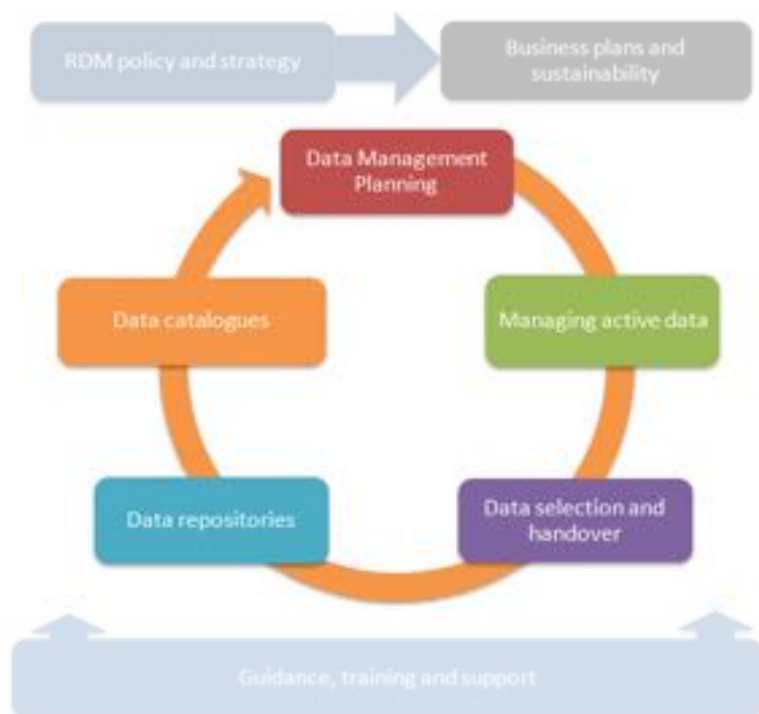 RDM policy and strategy
Business plans and
sustainability
Data Management
Planning
Data catalogues
Managing active data
Data repositories
Data selection and
handover
Guidance, training and support